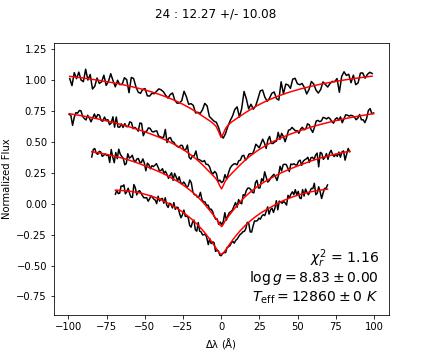 24 : 12.27 +/- 10.08
1.25
1.00
0.75
0.50
0.25
0.00
−0.25
−0.50
−0.75
Normalized Flux
χ²ᵣ = 1.16
log g = 8.83 ± 0.00
T_eff = 12860 ± 0 K
−100 −75 −50 −25 0 25 50 75 100
Δλ (Å)